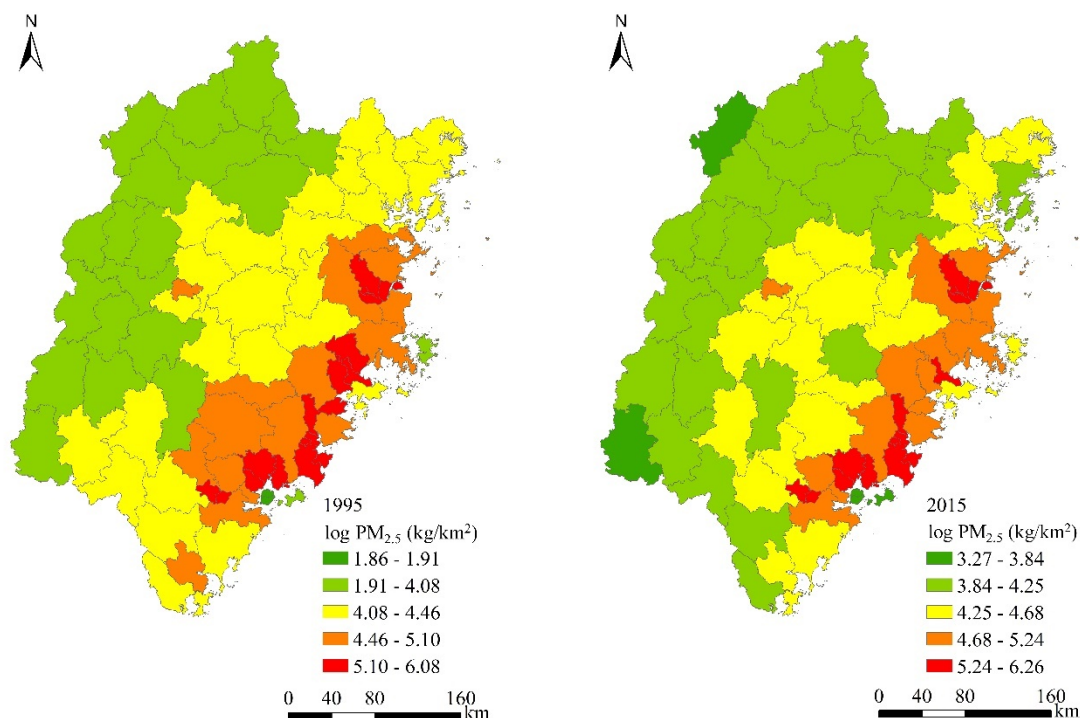 N
1995
log PM2.5 (kg/km²)
1.86 - 1.91
1.91 - 4.08
4.08 - 4.46
4.46 - 5.10
5.10 - 6.08
0 40 80 160
km
N
2015
log PM2.5 (kg/km²)
3.27 - 3.84
3.84 - 4.25
4.25 - 4.68
4.68 - 5.24
5.24 - 6.26
0 40 80 160
km